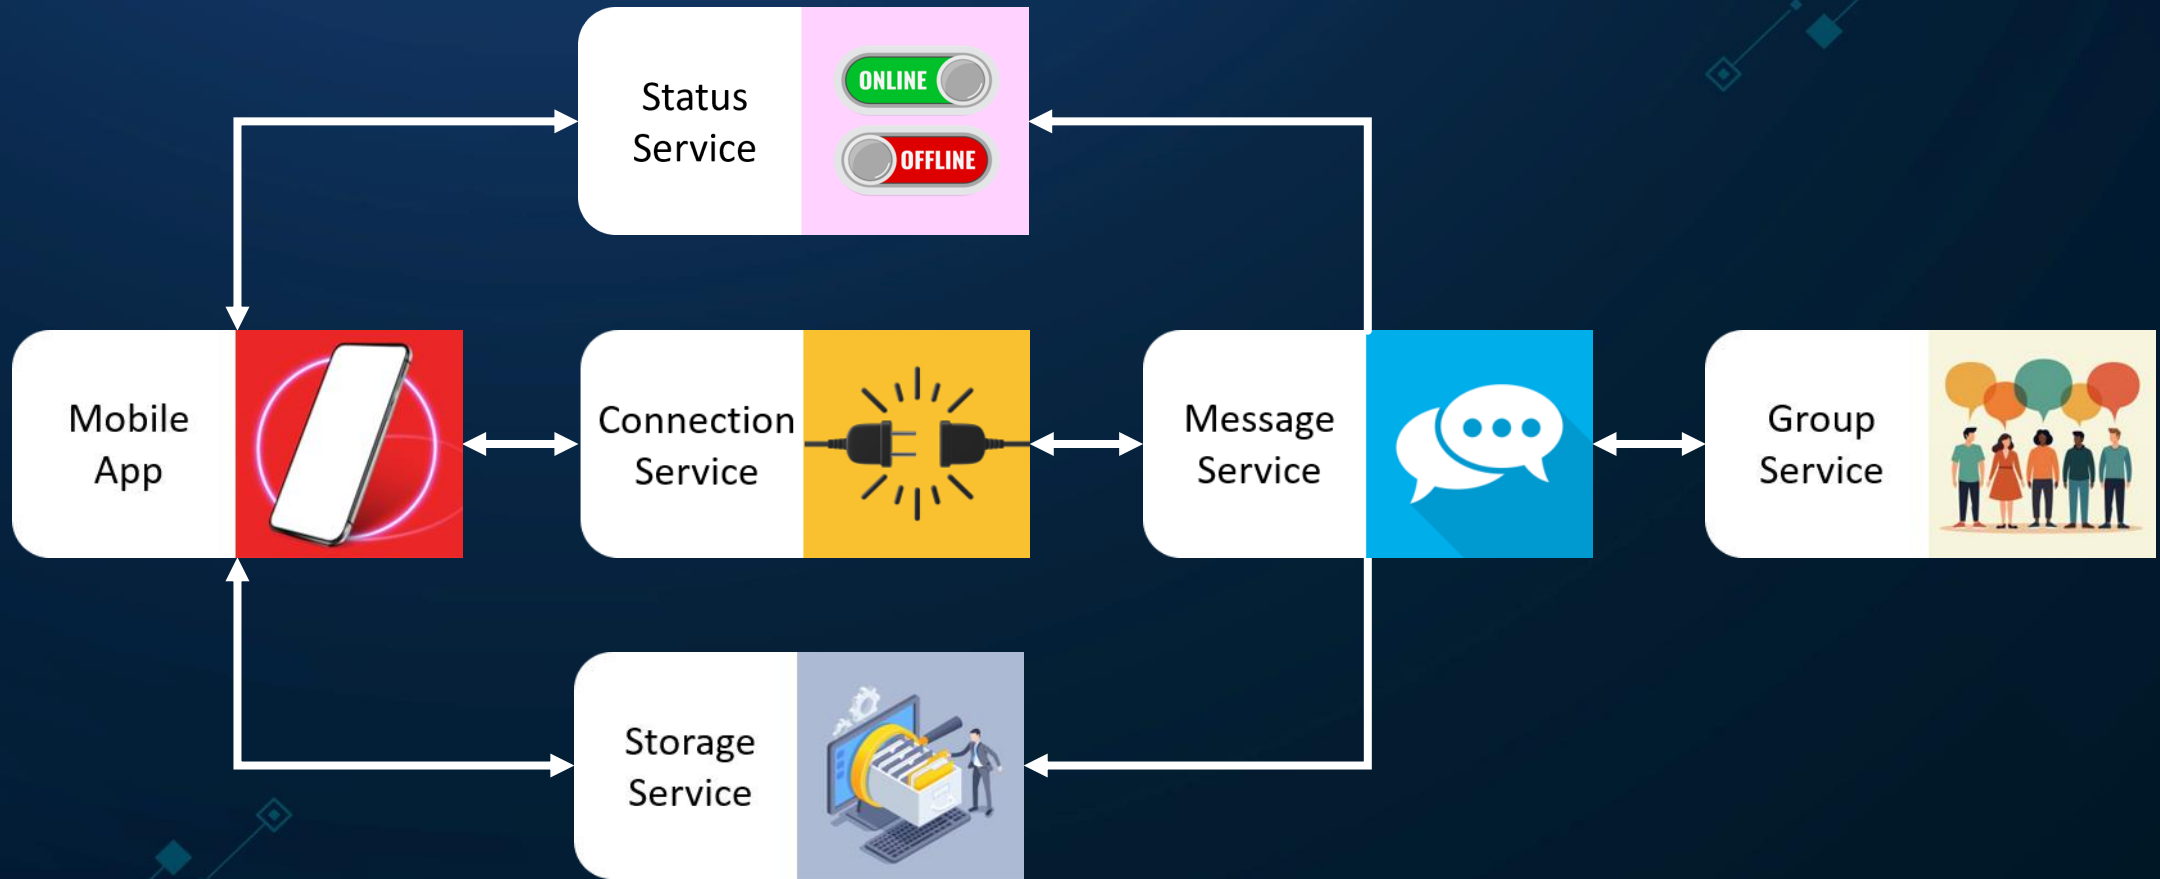 Status
Service
ONLINE
OFFLINE
Mobile
App
Connection
Service
Message
Service
Group
Service
Storage
Service